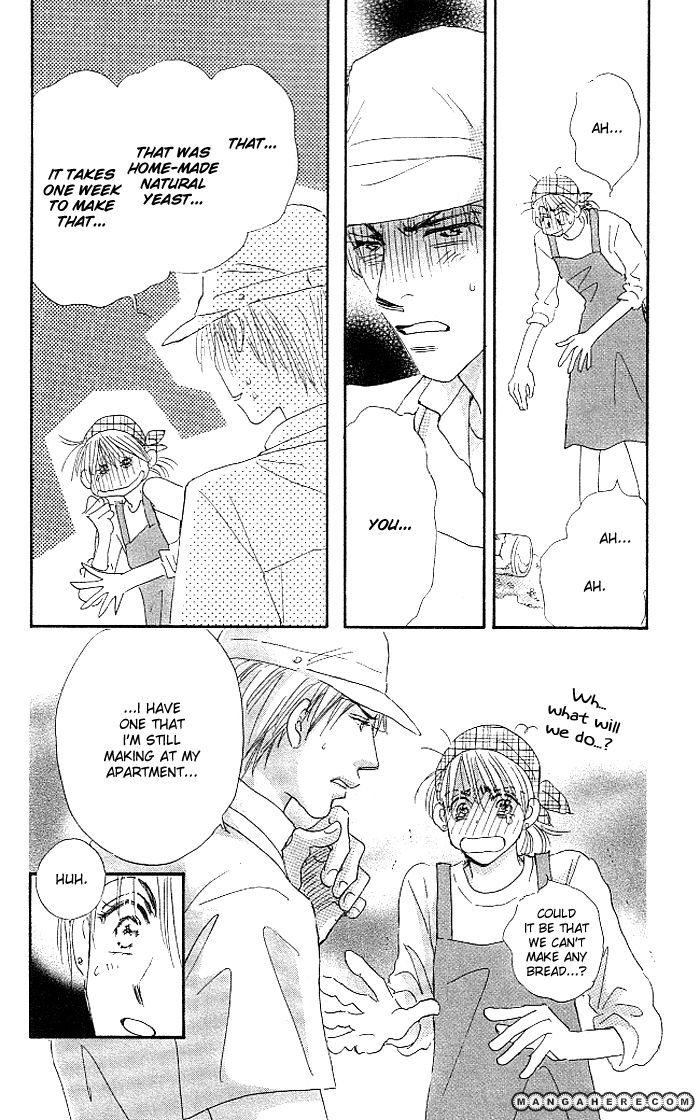 AH...
AH...
AH.
YOU...
THAT...
THAT WAS
HOME-MADE
NATURAL
YEAST...
IT TAKES
ONE WEEK
TO MAKE
THAT...
Wh...
what will
we do...?
COULD
IT BE THAT
WE CAN'T
MAKE ANY
BREAD...?
...I HAVE
ONE THAT
I'M STILL
MAKING AT MY
APARTMENT...
HUH.
MANGAHERE.COM